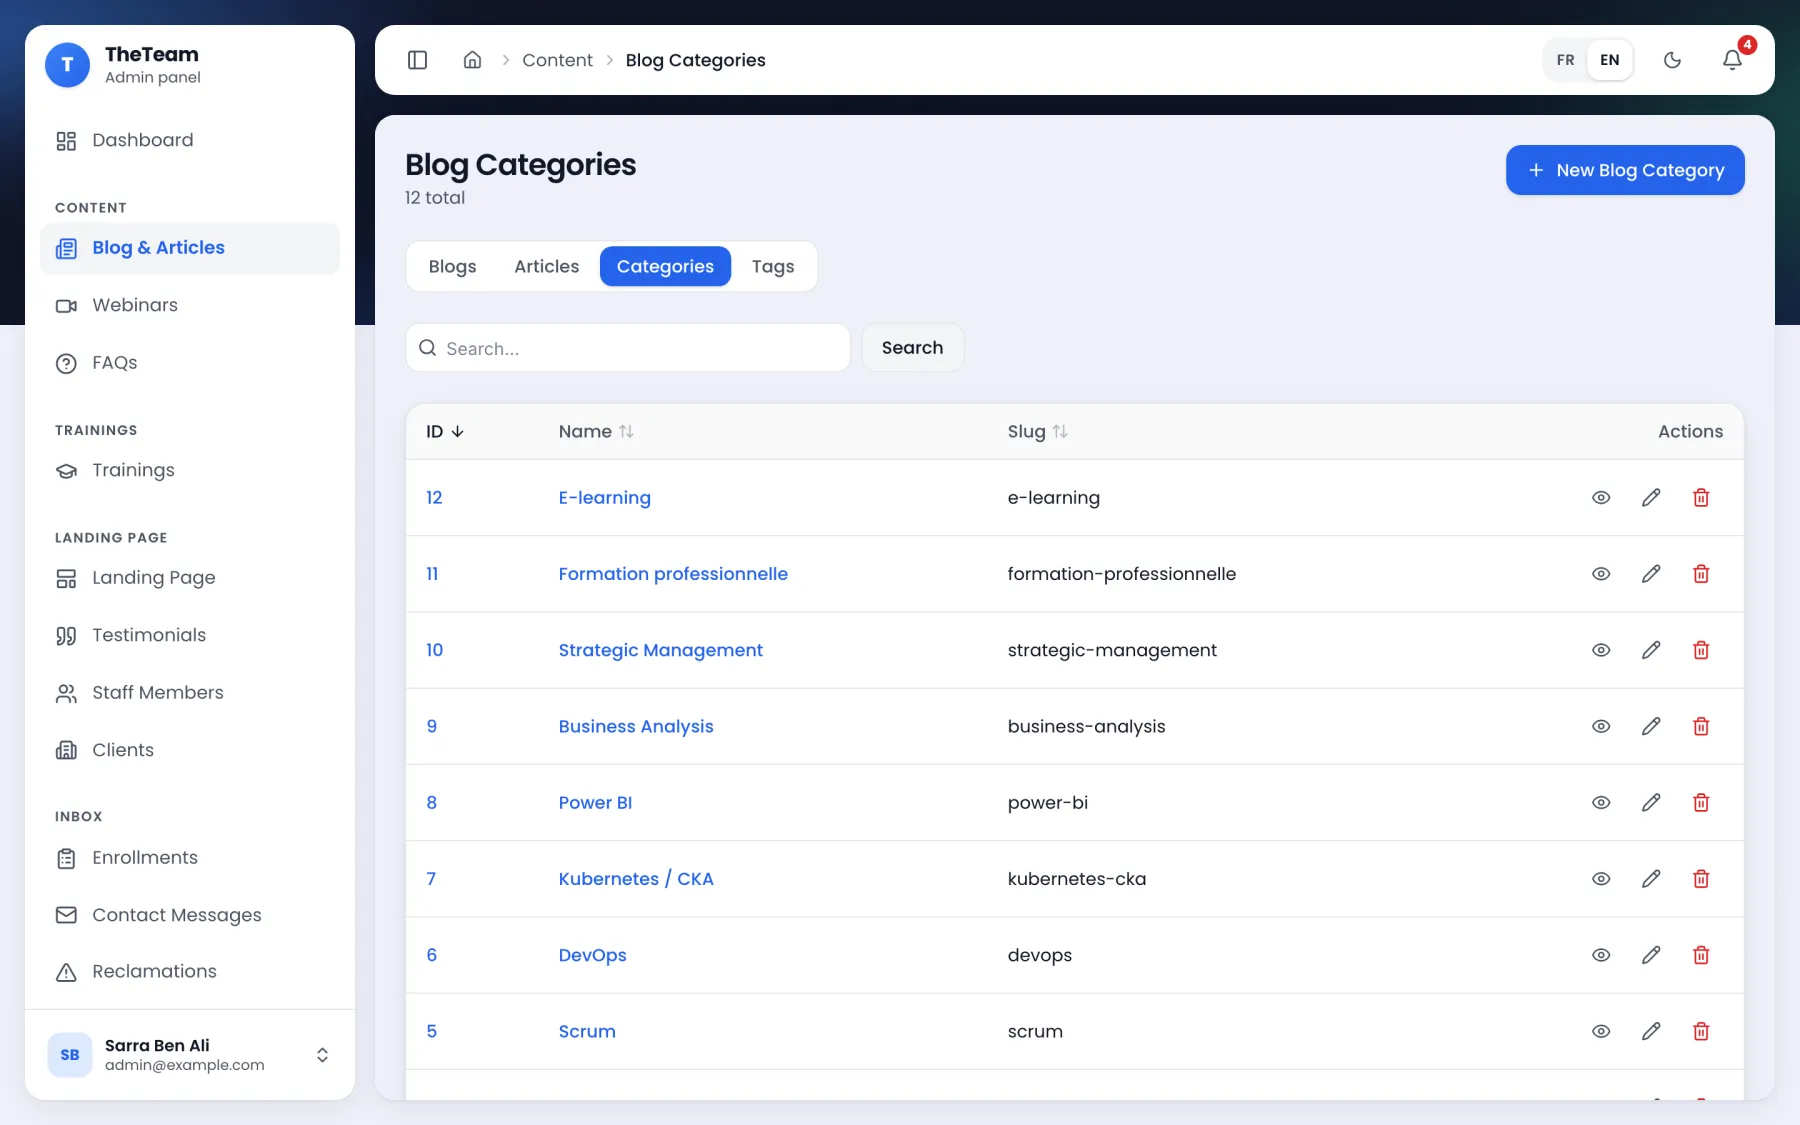 T
TheTeam
Admin panel
Dashboard
CONTENT
Blog & Articles
Webinars
FAQs
TRAININGS
Trainings
LANDING PAGE
Landing Page
Testimonials
Staff Members
Clients
INBOX
Enrollments
Contact Messages
Reclamations
SB
Sarra Ben Ali
admin@example.com
Content
Blog Categories
FR
EN
4
Blog Categories
12 total
New Blog Category
Blogs
Articles
Categories
Tags
Search...
Search
ID
Name
Slug
Actions
12
E-learning
e-learning
11
Formation professionnelle
formation-professionnelle
10
Strategic Management
strategic-management
9
Business Analysis
business-analysis
8
Power BI
power-bi
7
Kubernetes / CKA
kubernetes-cka
6
DevOps
devops
5
Scrum
scrum